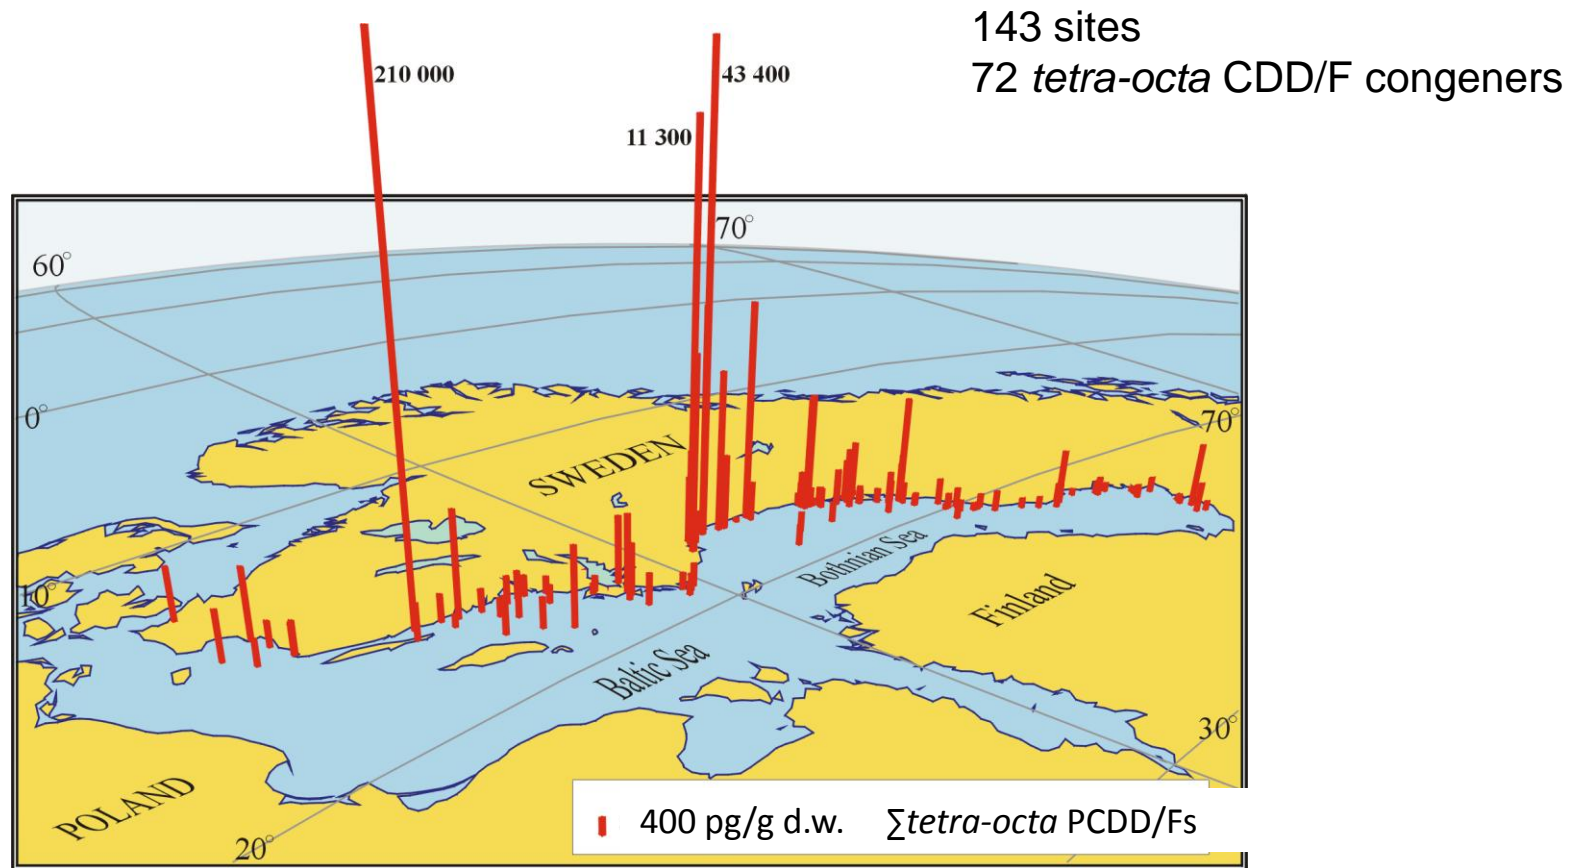 143 sites
72 tetra-octa CDD/F congeners
210 000
43 400
11 300
70°
60°
0°
70°
SWEDEN
10°
Bothnian Sea
Finland
Baltic Sea
30°
POLAND
20°
400 pg/g d.w. ∑tetra-octa PCDD/Fs